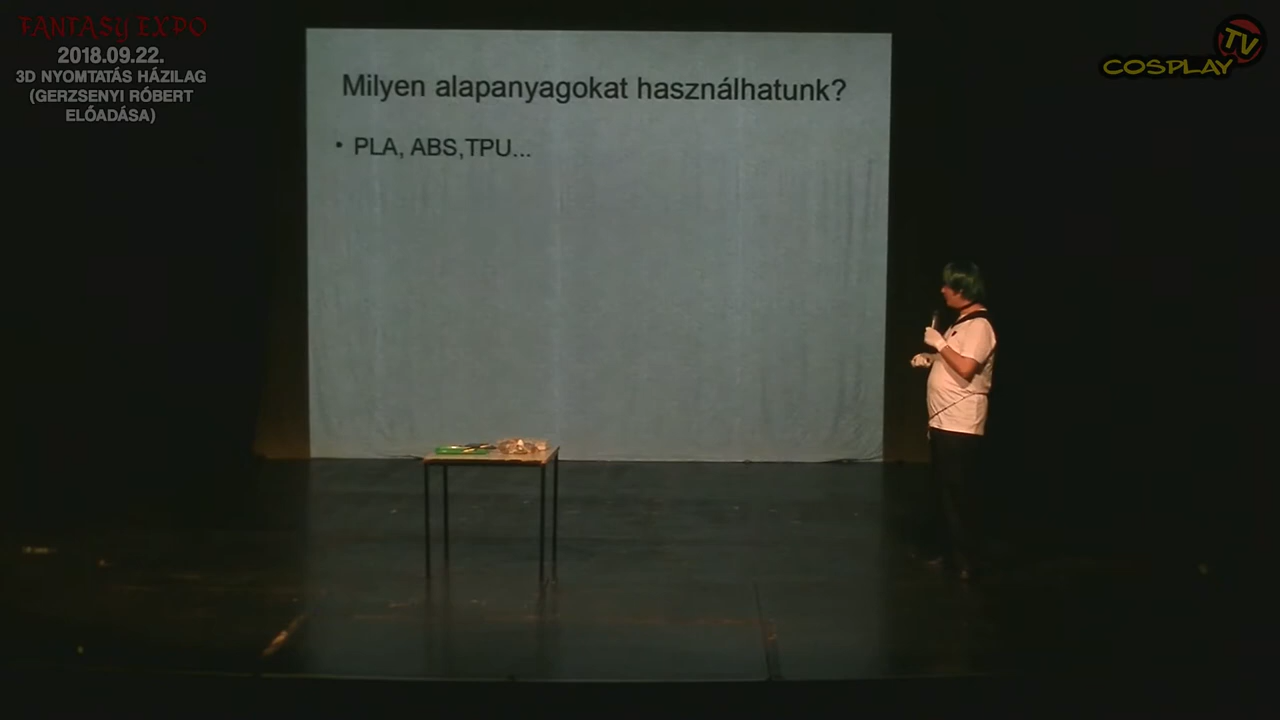 FANTASY EXPO
2018.09.22.
3D NYOMTATÁS HÁZILAG
(GERZSENYI RÓBERT
ELŐADÁSA)
TV
COSPLAY
Milyen alapanyagokat használhatunk?
• PLA, ABS,TPU...